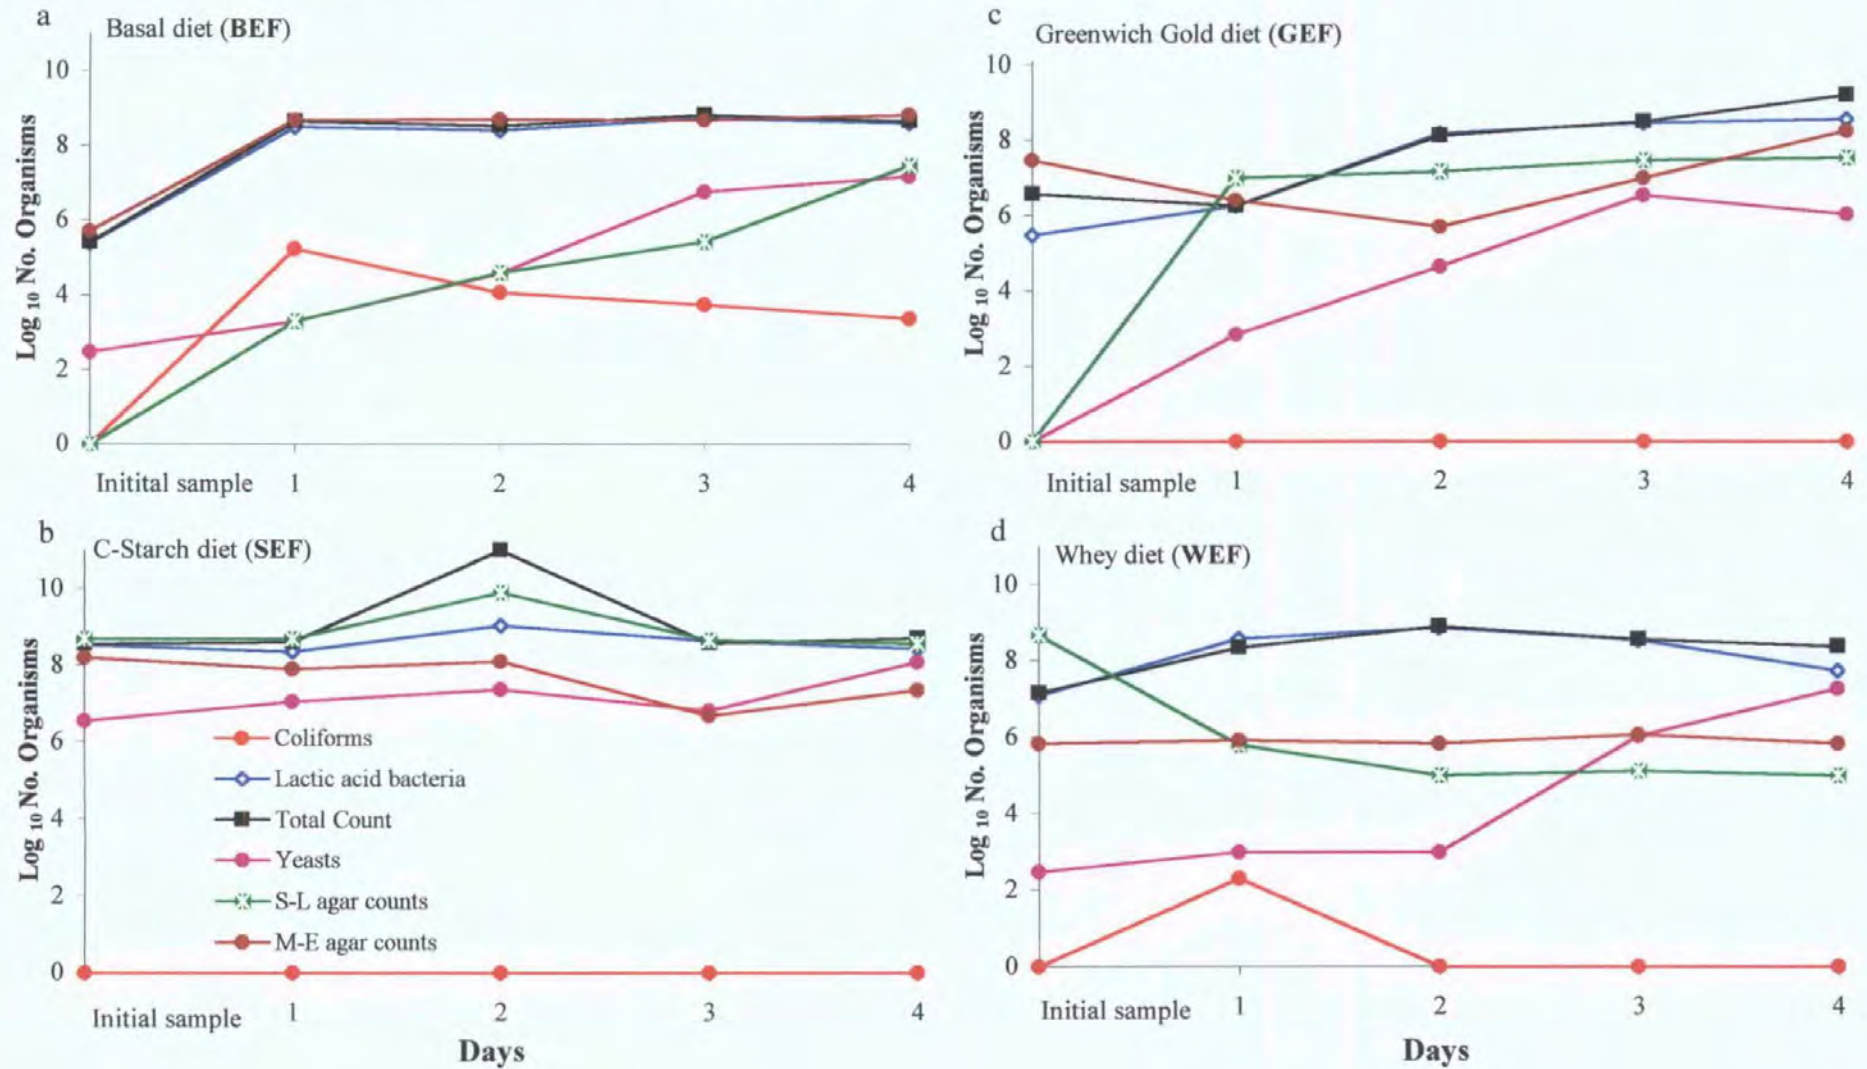 a
Basal diet (BEF)
10
8
6
4
2
0
Log 10 No. Organisms
Initital sample
1
2
3
4
c
Greenwich Gold diet (GEF)
10
8
6
4
2
0
Log 10 No. Organisms
Initial sample
1
2
3
4
b
C-Starch diet (SEF)
10
8
6
4
2
0
Log 10 No. Organisms
Coliforms
Lactic acid bacteria
Total Count
Yeasts
S-L agar counts
M-E agar counts
Initial sample
1
2
3
4
Days
d
Whey diet (WEF)
10
8
6
4
2
0
Log 10 No. Organisms
Initial sample
1
2
3
4
Days